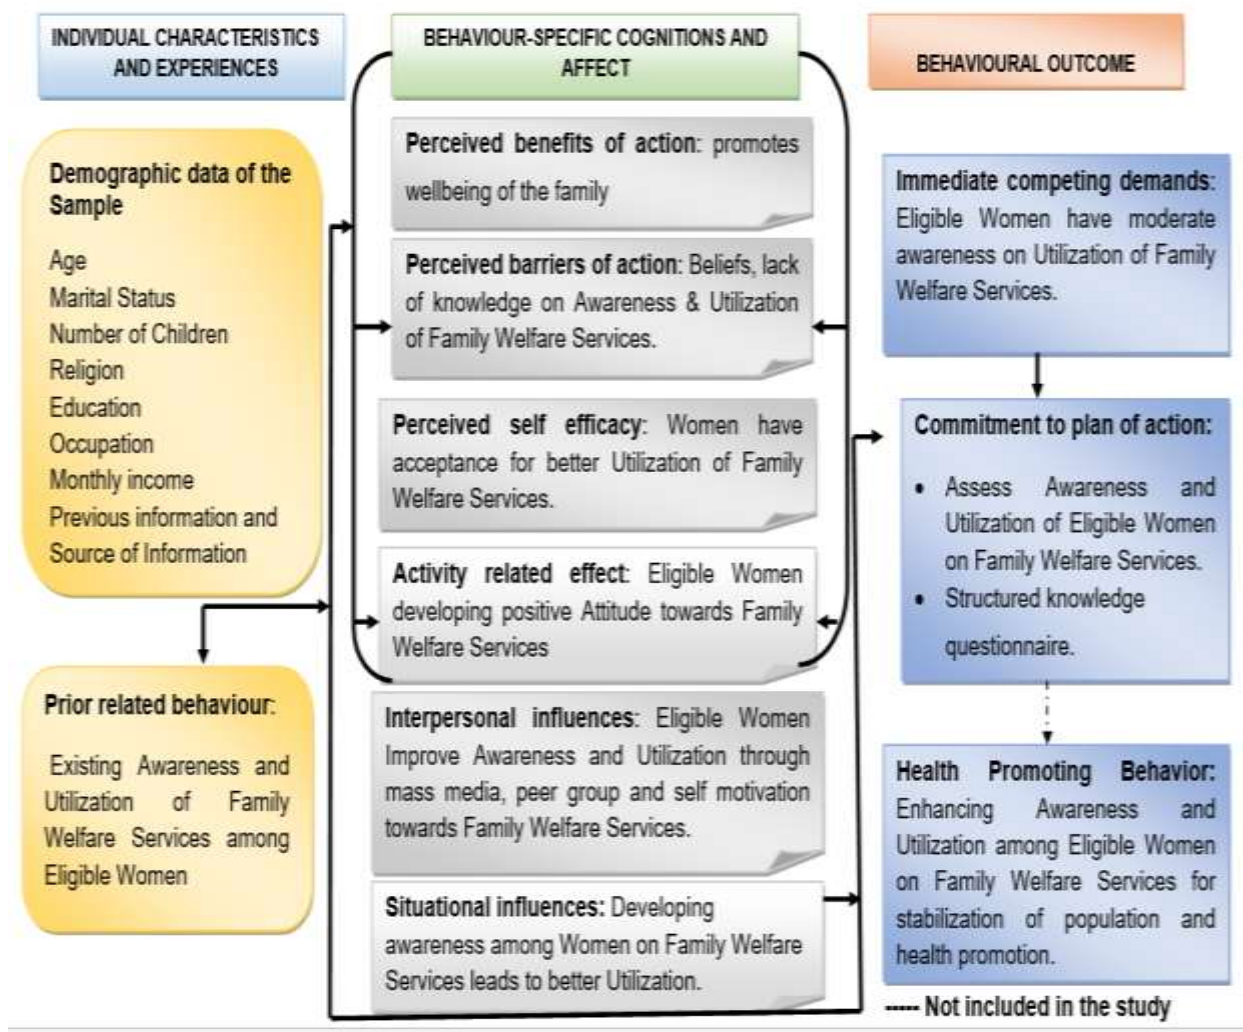 INDIVIDUAL CHARACTERISTICS
AND EXPERIENCES
BEHAVIOUR-SPECIFIC COGNITIONS AND
AFFECT
BEHAVIOURAL OUTCOME
Demographic data of the
Sample
Age
Marital Status
Number of Children
Religion
Education
Occupation
Monthly income
Previous information and
Source of Information
Prior related behaviour:
Existing Awareness and
Utilization of Family
Welfare Services among
Eligible Women
Perceived benefits of action: promotes
wellbeing of the family
Perceived barriers of action: Beliefs, lack
of knowledge on Awareness & Utilization
of Family Welfare Services.
Perceived self efficacy: Women have
acceptance for better Utilization of Family
Welfare Services.
Activity related effect: Eligible Women
developing positive Attitude towards Family
Welfare Services
Interpersonal influences: Eligible Women
Improve Awareness and Utilization through
mass media, peer group and self motivation
towards Family Welfare Services.
Situational influences: Developing
awareness among Women on Family Welfare
Services leads to better Utilization.
Immediate competing demands:
Eligible Women have moderate
awareness on Utilization of Family
Welfare Services.
Commitment to plan of action:
• Assess Awareness and
Utilization of Eligible Women
on Family Welfare Services.
• Structured knowledge
questionnaire.
Health Promoting Behavior:
Enhancing Awareness and
Utilization among Eligible Women
on Family Welfare Services for
stabilization of population and
health promotion.
----- Not included in the study